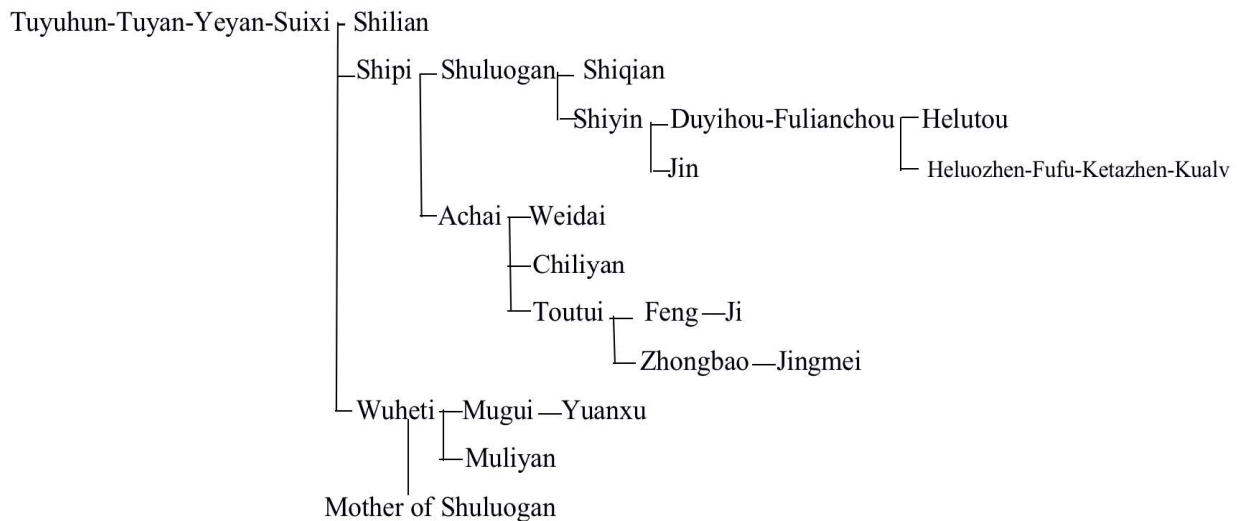 Tuyuhun-Tuyan-Yeyan-Suixi - Shilian
Shipi Shuluogan Shiqian
Shiyin Duyihou-Fulianchou Helutou
Jin Heluozhen-Fufu-Ketazhen-Kualv
Achai Weidai
Chiliyan
Toutui Feng Ji
Zhongbao Jingmei
Wuheti Mugui Yuanxu
Muliyan
Mother of Shuluogan